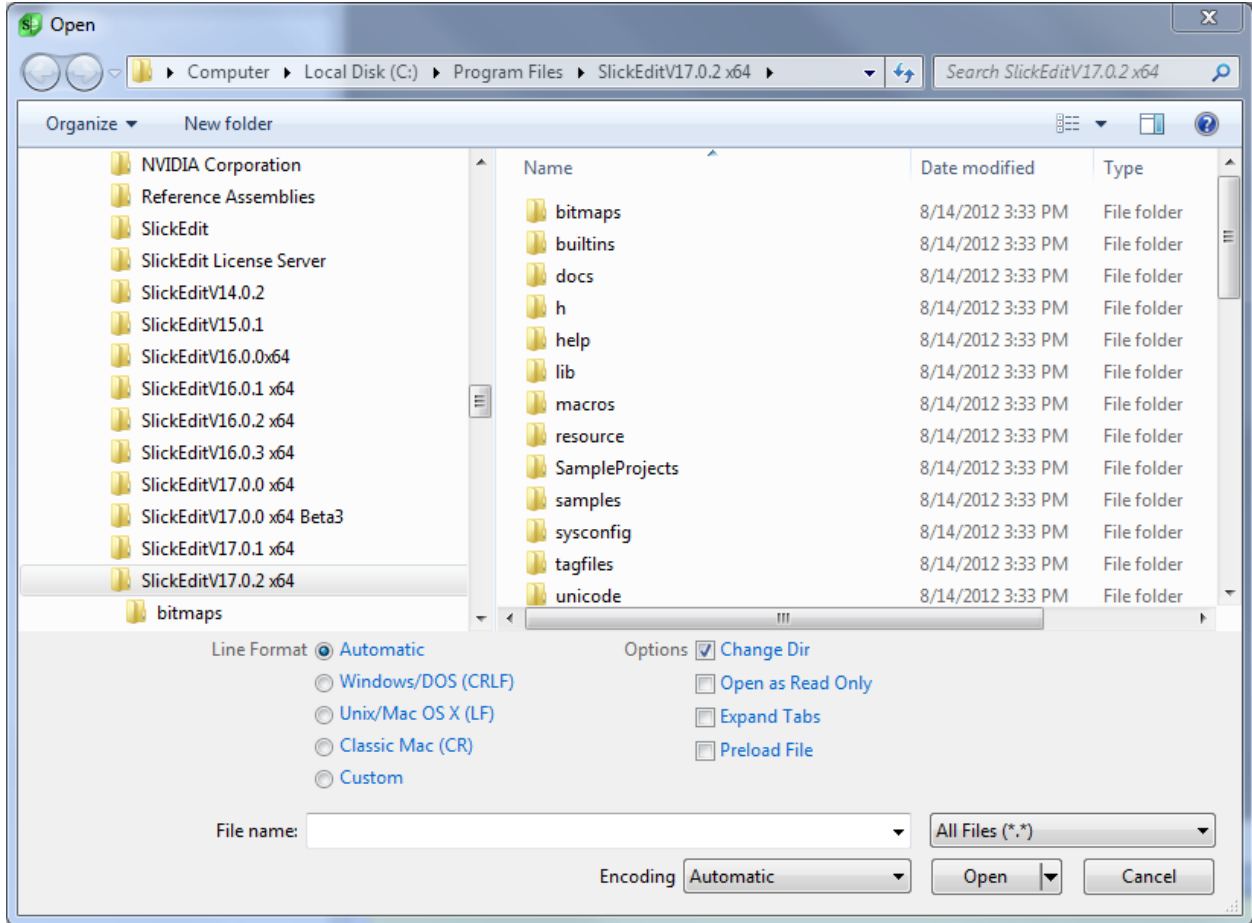 Open
Computer Local Disk (C:) Program Files SlickEditV17.0.2 x64 Search SlickEditV17.0.2 x64
Organize New folder
NVIDIA Corporation
Reference Assemblies
SlickEdit
SlickEdit License Server
SlickEditV14.0.2
SlickEditV15.0.1
SlickEditV16.0.0x64
SlickEditV16.0.1 x64
SlickEditV16.0.2 x64
SlickEditV16.0.3 x64
SlickEditV17.0.0 x64
SlickEditV17.0.0 x64 Beta3
SlickEditV17.0.1 x64
SlickEditV17.0.2 x64
bitmaps
Name Date modified Type
bitmaps 8/14/2012 3:33 PM File folder
builtins 8/14/2012 3:33 PM File folder
docs 8/14/2012 3:33 PM File folder
h 8/14/2012 3:33 PM File folder
help 8/14/2012 3:33 PM File folder
lib 8/14/2012 3:33 PM File folder
macros 8/14/2012 3:33 PM File folder
resource 8/14/2012 3:33 PM File folder
SampleProjects 8/14/2012 3:33 PM File folder
samples 8/14/2012 3:33 PM File folder
sysconfig 8/14/2012 3:33 PM File folder
tagfiles 8/14/2012 3:33 PM File folder
unicode 8/14/2012 3:33 PM File folder
Line Format Automatic
Windows/DOS (CRLF)
Unix/Mac OS X (LF)
Classic Mac (CR)
Custom
Options Change Dir
Open as Read Only
Expand Tabs
Preload File
File name: All Files (*.*)
Encoding Automatic Open Cancel